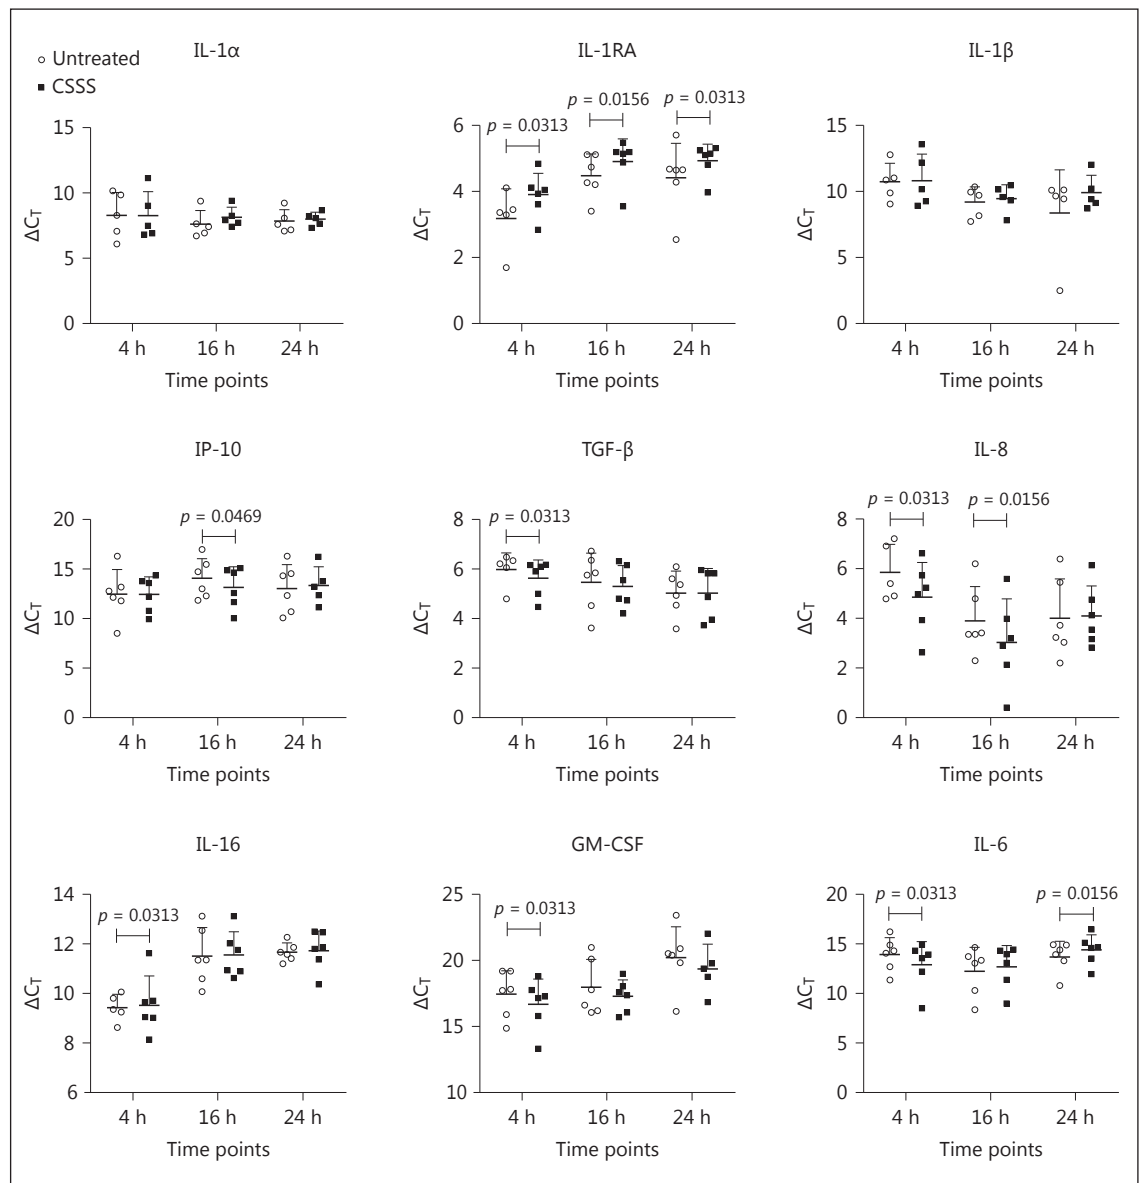 Untreated
CSSS
IL-1α
p = 0.0313
p = 0.0156
p = 0.0313
IL-1RA
IL-1β
15
10
5
0
ΔCT
4 h 16 h 24 h
Time points
6
4
2
0
ΔCT
4 h 16 h 24 h
Time points
15
10
5
0
ΔCT
4 h 16 h 24 h
Time points
IP-10
p = 0.0469
20
15
10
5
0
ΔCT
4 h 16 h 24 h
Time points
TGF-β
p = 0.0313
8
6
4
2
0
ΔCT
4 h 16 h 24 h
Time points
IL-8
p = 0.0313
p = 0.0156
8
6
4
2
0
ΔCT
4 h 16 h 24 h
Time points
IL-16
p = 0.0313
14
12
10
8
6
ΔCT
4 h 16 h 24 h
Time points
GM-CSF
p = 0.0313
25
20
15
10
ΔCT
4 h 16 h 24 h
Time points
IL-6
p = 0.0313
p = 0.0156
20
15
10
5
0
ΔCT
4 h 16 h 24 h
Time points